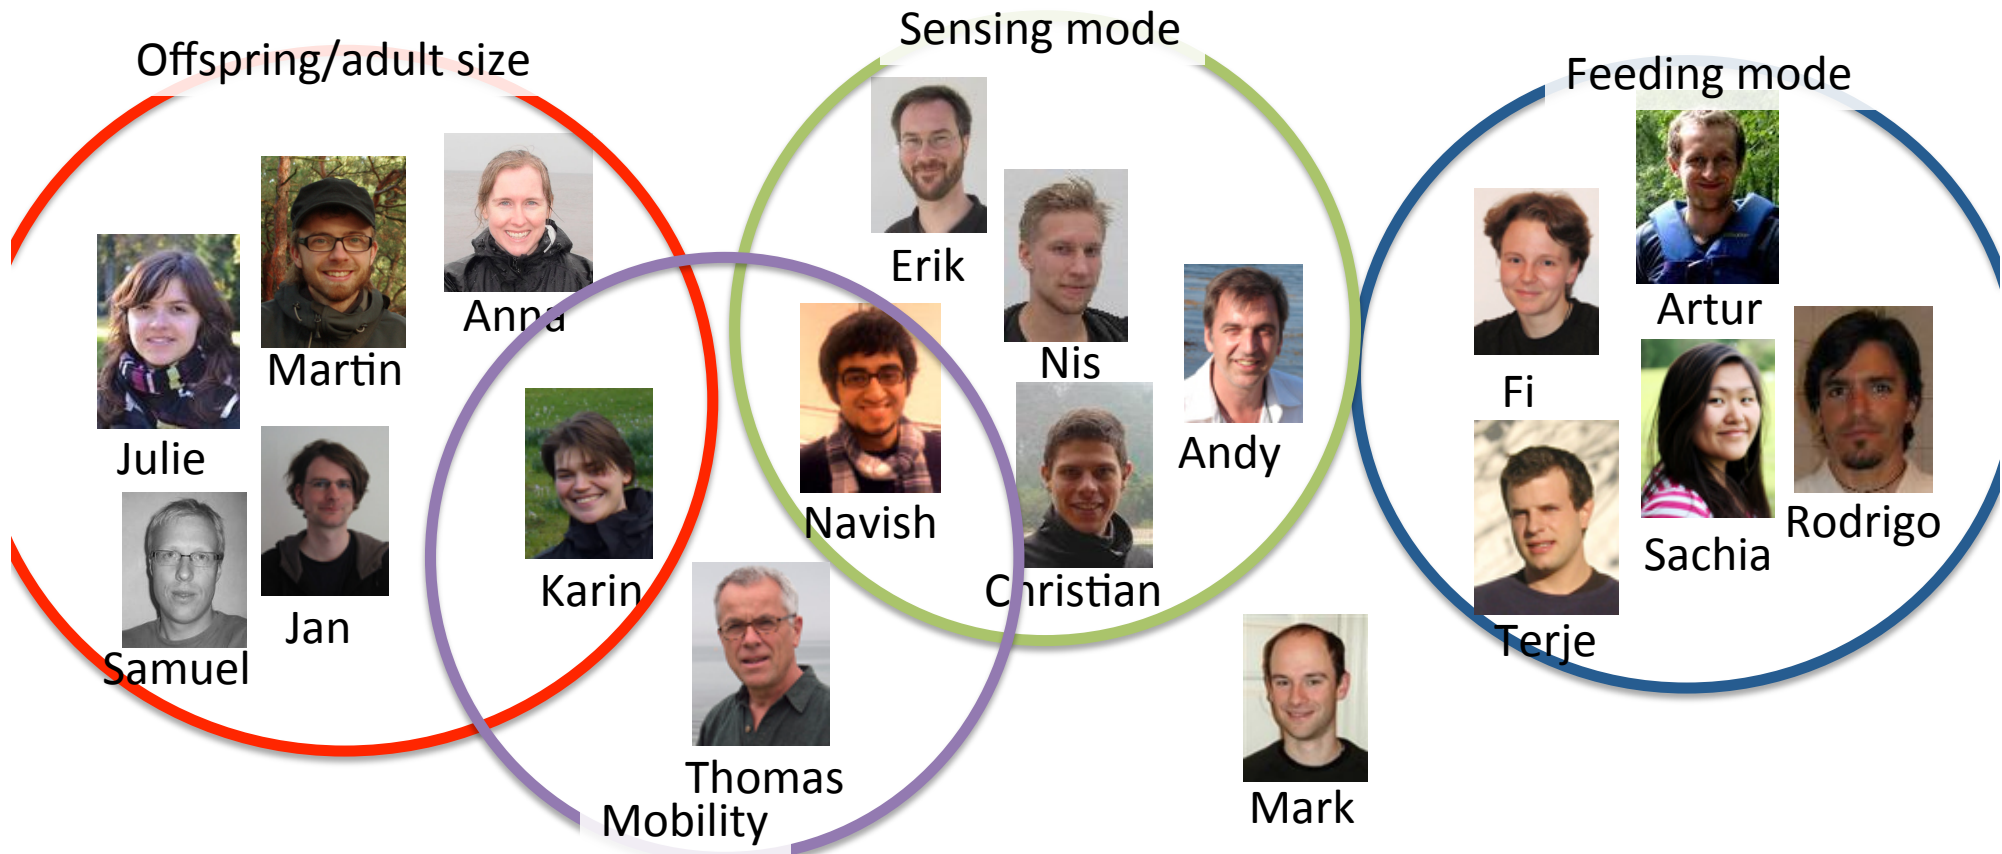 Offspring/adult size
Sensing mode
Feeding mode
Erik
Anna
Artur
Martin
Nis
Fi
Julie
Andy
Navish
Rodrigo
Sachia
Karin
Christian
Jan
Terje
Samuel
Thomas
Mark
Mobility